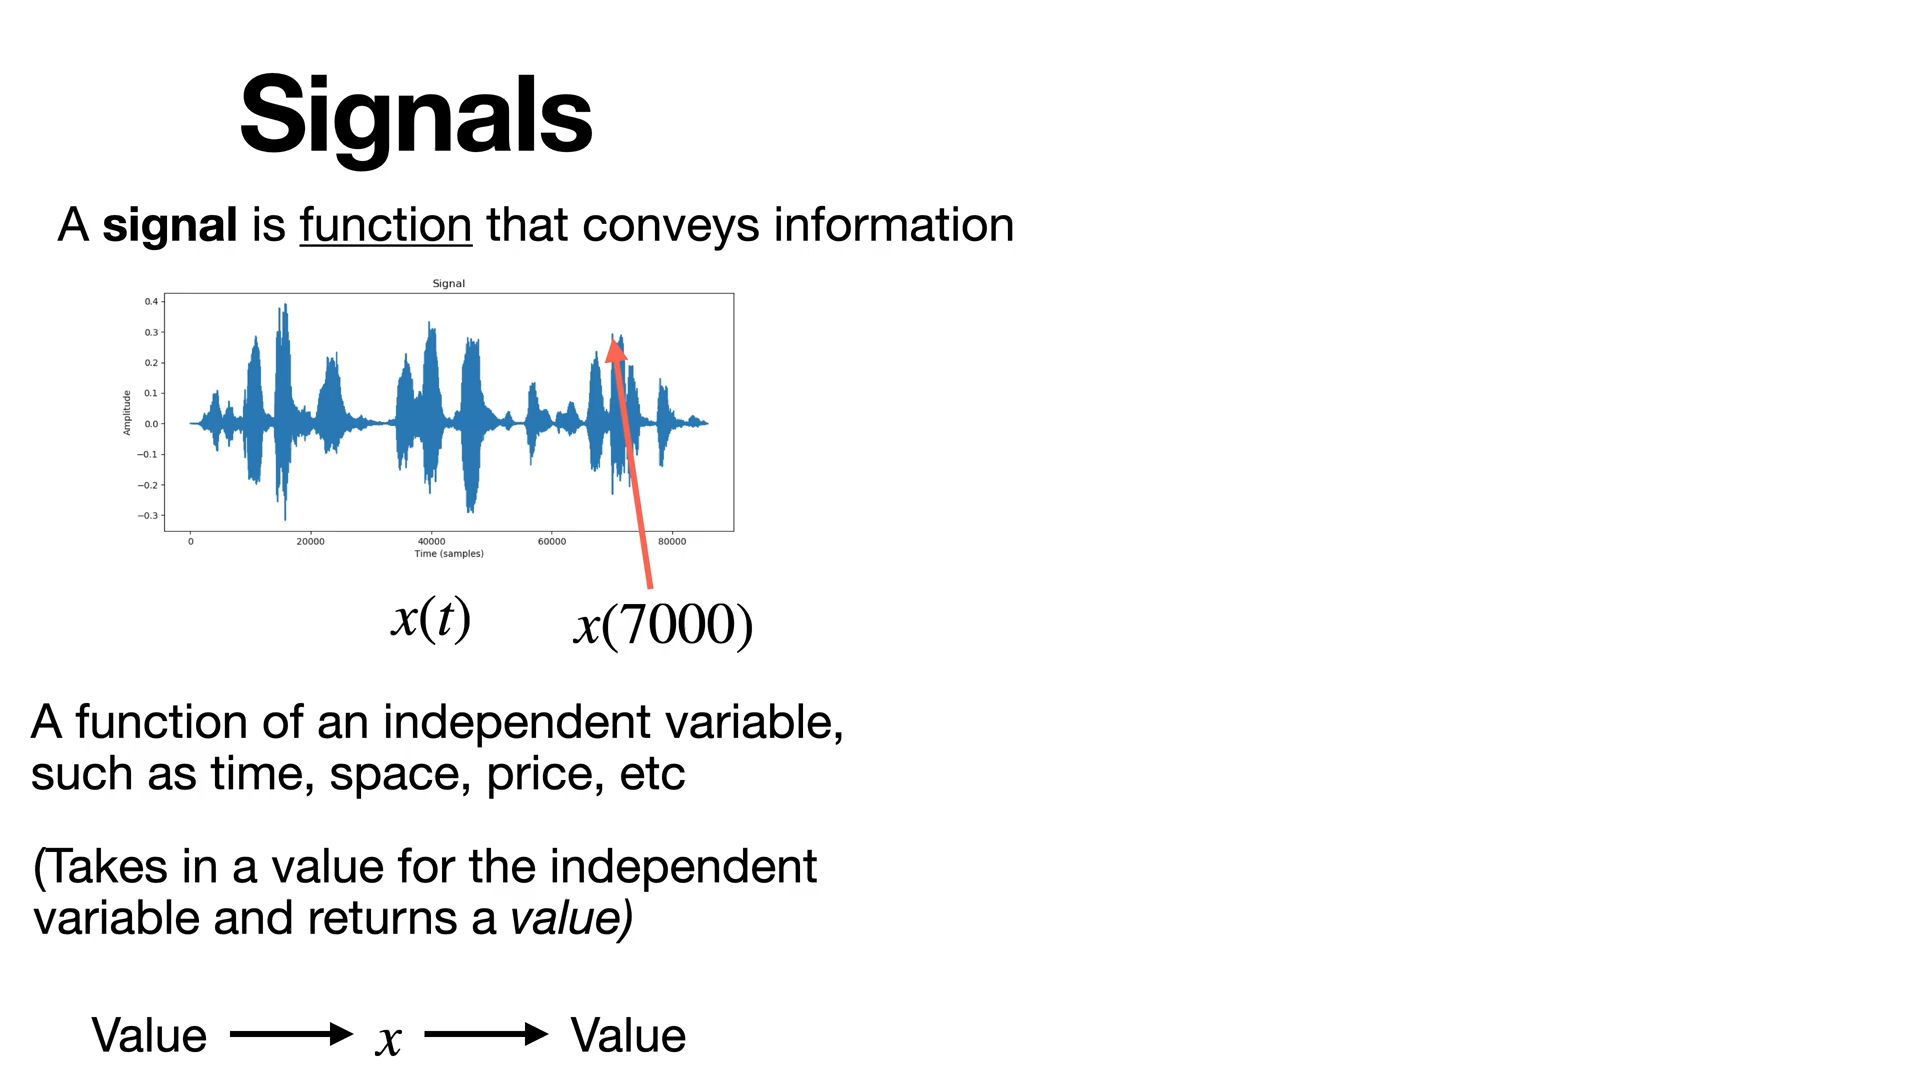 Signals
A signal is function that conveys information
Signal
0.4
0.3
0.2
0.1
0.0
−0.1
−0.2
−0.3
Amplitude
0 20000 40000 60000 80000
Time (samples)
x(t) x(7000)
A function of an independent variable,
such as time, space, price, etc
(Takes in a value for the independent
variable and returns a value)
Value x Value